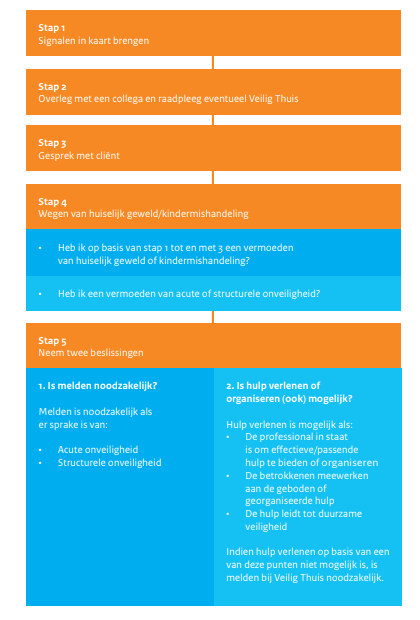 Stap 1
Signalen in kaart brengen
Stap 2
Overleg met een collega en raadpleeg eventueel Veilig Thuis
Stap 3
Gesprek met cliënt
Stap 4
Wegen van huiselijk geweld/kindermishandeling
• Heb ik op basis van stap 1 tot en met 3 een vermoeden
van huiselijk geweld of kindermishandeling?
• Heb ik een vermoeden van acute of structurele onveiligheid?
Stap 5
Neem twee beslissingen
1. Is melden noodzakelijk?
Melden is noodzakelijk als
er sprake is van:
• Acute onveiligheid
• Structurele onveiligheid
2. Is hulp verlenen of
organiseren (ook) mogelijk?
Hulp verlenen is mogelijk als:
• De professional in staat
is om effectieve/passende
hulp te bieden of organiseren
• De betrokkenen meewerken
aan de geboden of
georganiseerde hulp
• De hulp leidt tot duurzame
veiligheid
Indien hulp verlenen op basis van een
van deze punten niet mogelijk is, is
melden bij Veilig Thuis noodzakelijk.